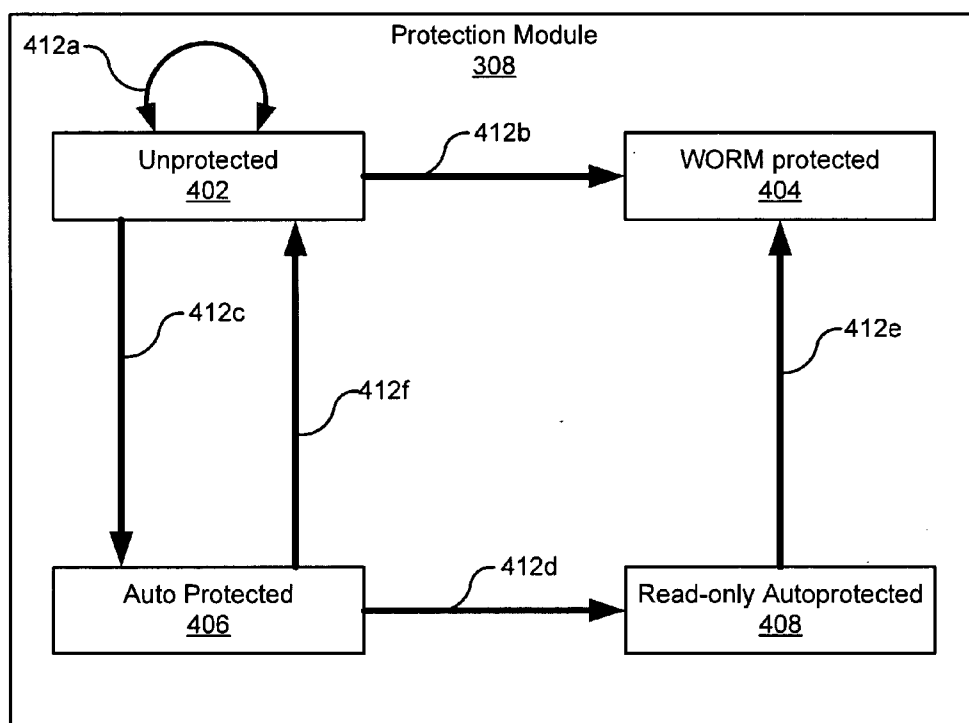 Protection Module
308
412a
Unprotected
402
412b
WORM protected
404
412c
412f
412e
Auto Protected
406
412d
Read-only Autoprotected
408